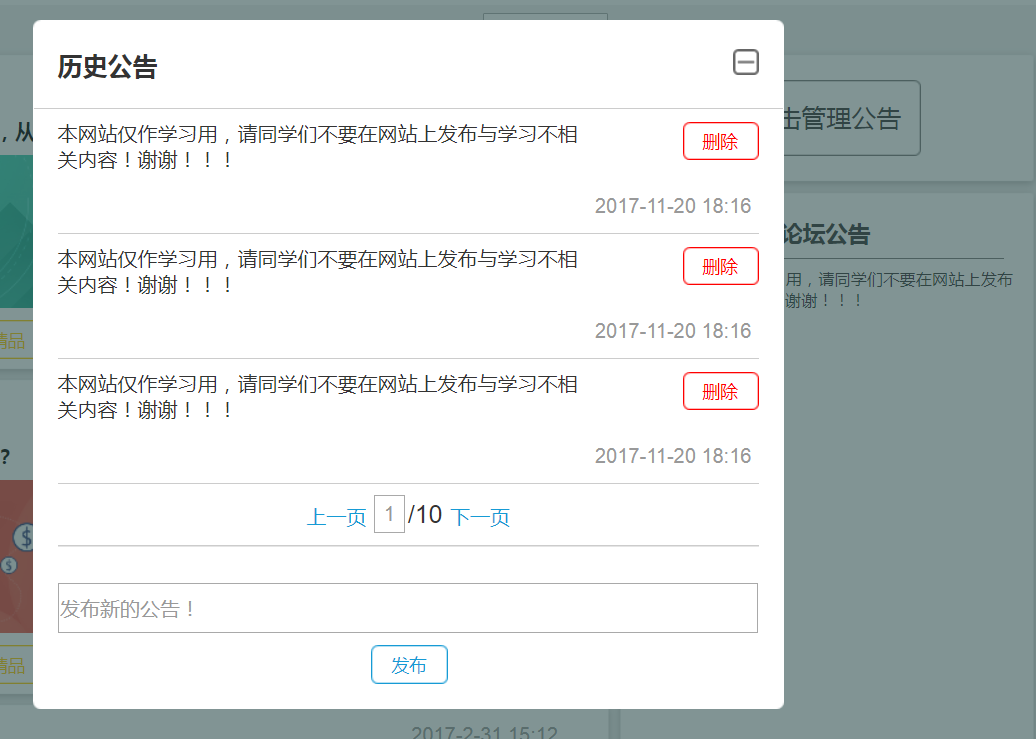 历史公告
本网站仅作学习用，请同学们不要在网站上发布与学习不相
关内容！谢谢！！！
删除
2017-11-20 18:16
本网站仅作学习用，请同学们不要在网站上发布与学习不相
关内容！谢谢！！！
删除
2017-11-20 18:16
本网站仅作学习用，请同学们不要在网站上发布与学习不相
关内容！谢谢！！！
删除
2017-11-20 18:16
上一页 1 /10 下一页
发布新的公告！
发布
，从
精品
?
$
$
精品
击管理公告
论坛公告
用，请同学们不要在网站上发布
谢谢！！！
2017-2-31 15:12